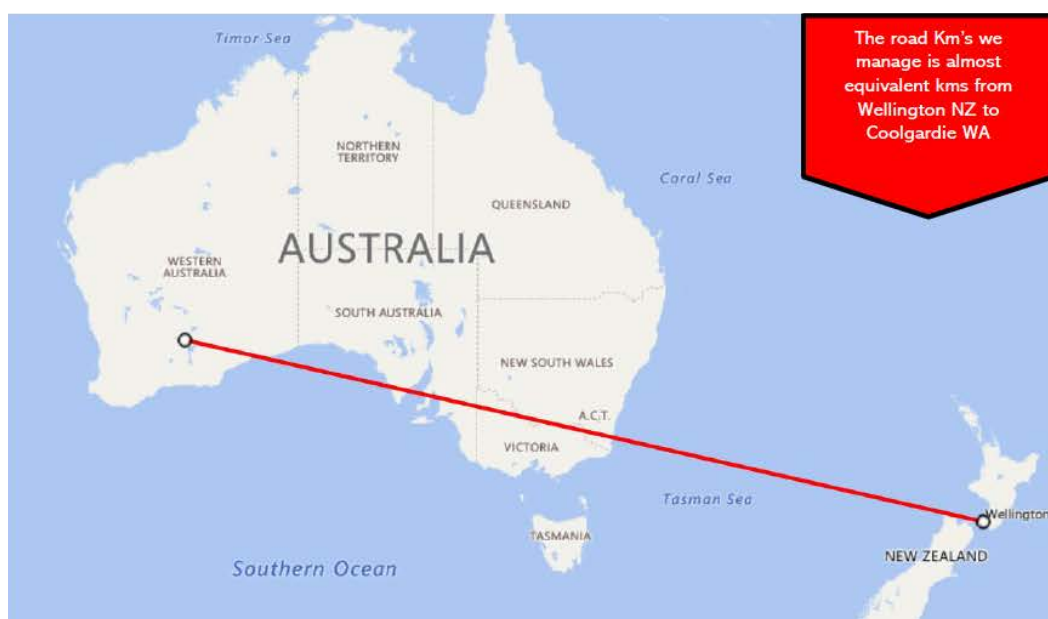 Timor Sea
The road Km's we
manage is almost
equivalent kms from
Wellington NZ to
Coolgardie WA
NORTHERN
TERRITORY
Coral Sea
QUEENSLAND
AUSTRALIA
WESTERN
AUSTRALIA
SOUTH AUSTRALIA
NEW SOUTH WALES
A.C.T.
VICTORIA
Tasman Sea
Wellington
TASMANIA
NEW ZEALAND
Southern Ocean